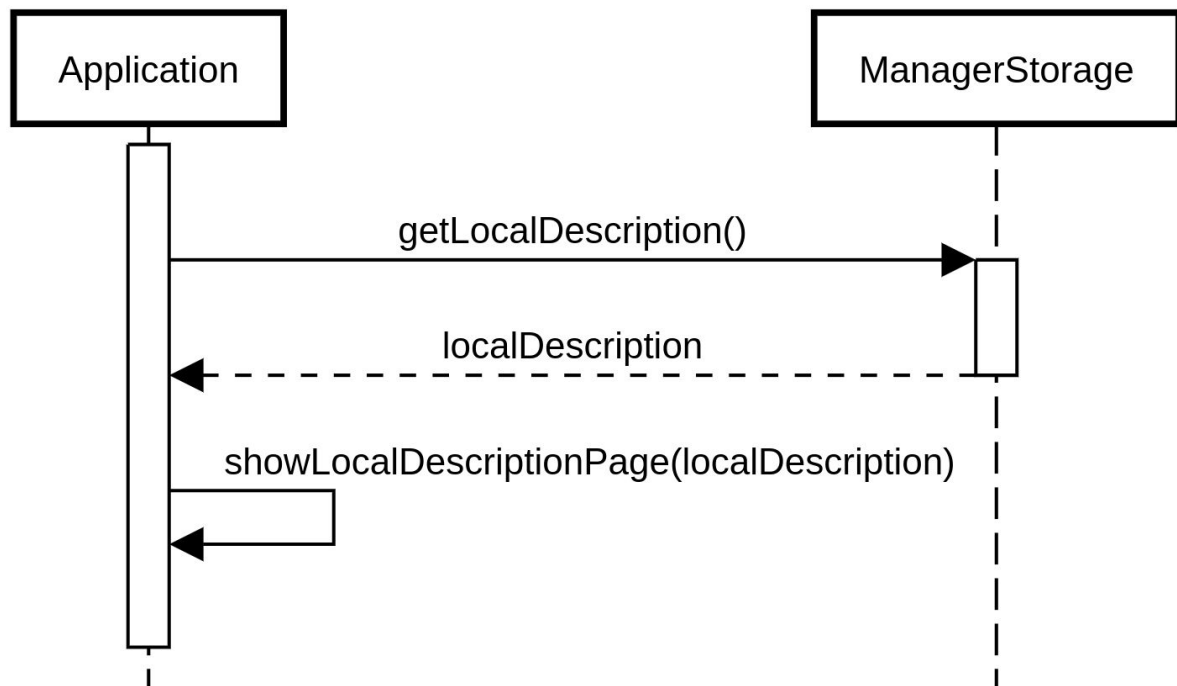 Application
ManagerStorage
getLocalDescription()
localDescription
showLocalDescriptionPage(localDescription)